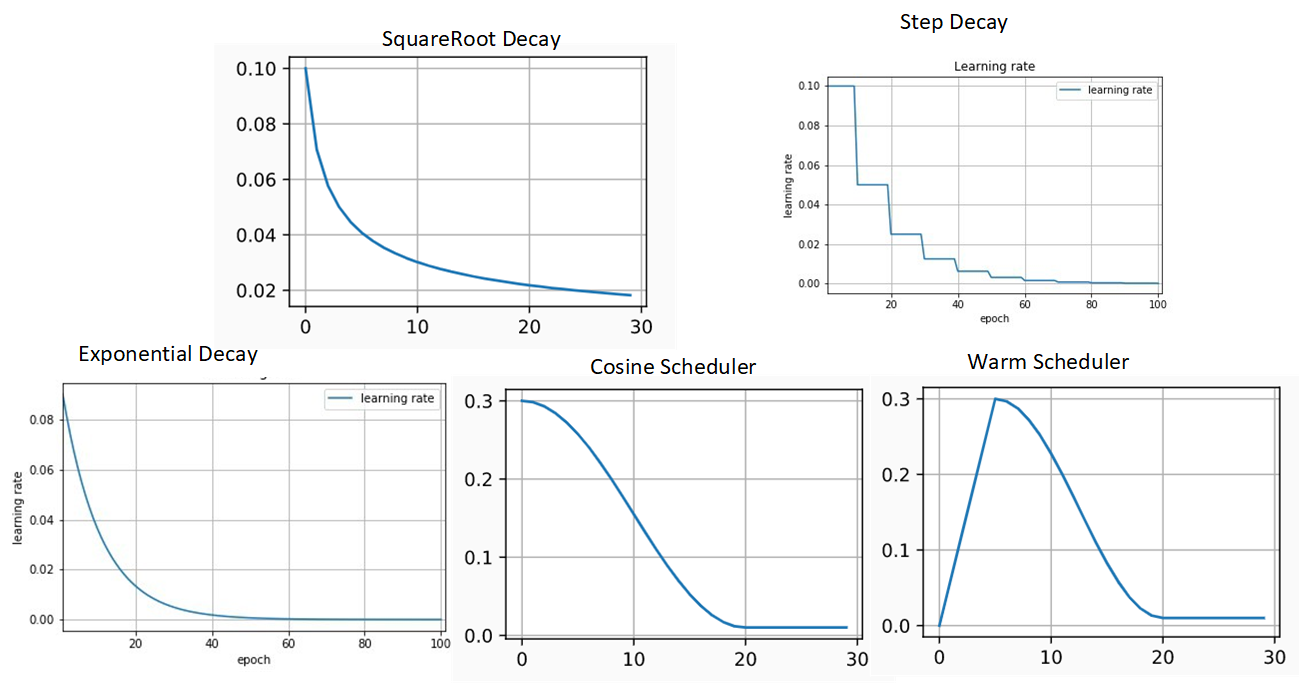 SquareRoot Decay
0.10
0.08
0.06
0.04
0.02
0 10 20 30
Step Decay
Learning rate
learning rate
learning rate
0.10
0.08
0.06
0.04
0.02
0.00
20 40 60 80 100
epoch
Exponential Decay
learning rate
learning rate
0.08
0.06
0.04
0.02
0.00
20 40 60 80 100
epoch
Cosine Scheduler
0.3
0.2
0.1
0.0
0 10 20 30
Warm Scheduler
0.3
0.2
0.1
0.0
0 10 20 30